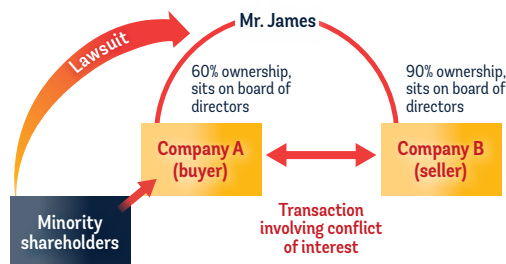 Mr. James
Lawsuit
60% ownership,
sits on board of
directors
90% ownership,
sits on board of
directors
Company A
(buyer)
Company B
(seller)
Minority
shareholders
Transaction
involving conflict
of interest